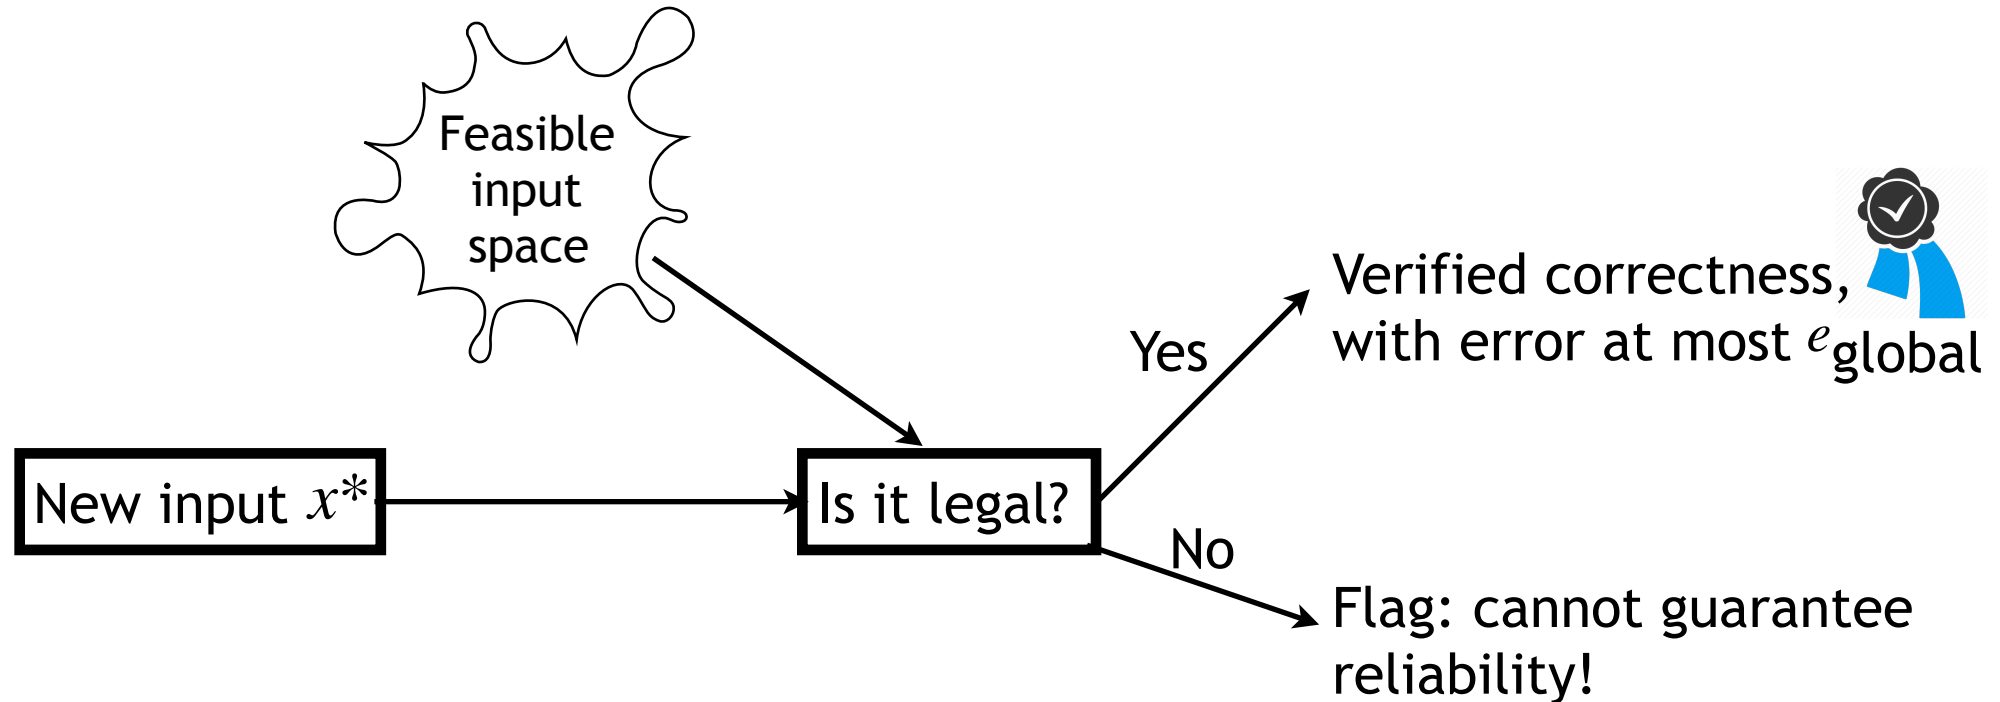 Feasible
input
space
Verified correctness,
with error at most e_global
Yes
New input x*
Is it legal?
No
Flag: cannot guarantee
reliability!